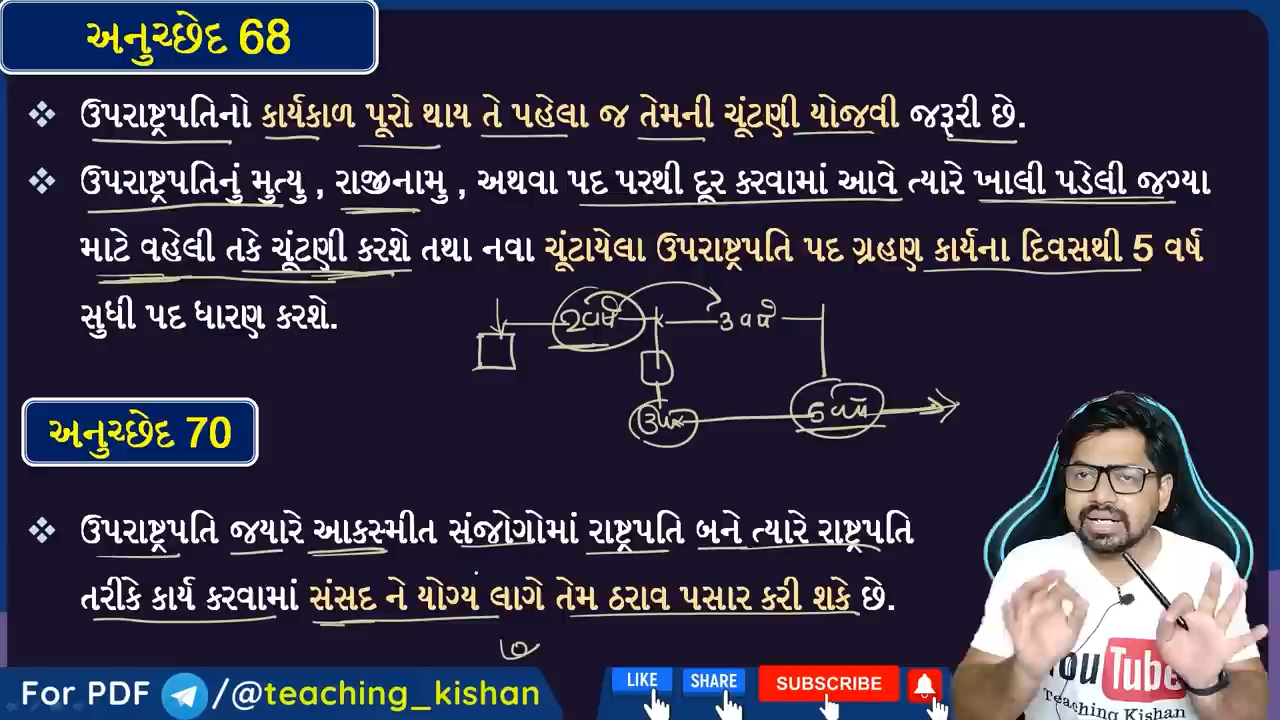 અનુચ્છેદ 68
❖ ઉપરાષ્ટ્રપતિનો કાર્યકાળ પૂરો થાય તે પહેલા જ તેમની ચૂંટણી યોજવી જરૂરી છે.
❖ ઉપરાષ્ટ્રપતિનું મુત્યુ , રાજીનામુ , અથવા પદ પરથી દૂર કરવામાં આવે ત્યારે ખાલી પડેલી જગ્યા
માટે વહેલી તકે ચૂંટણી કરશે તથા નવા ચૂંટાયેલા ઉપરાષ્ટ્રપતિ પદ ગ્રહણ કાર્યના દિવસથી 5 વર્ષ
સુધી પદ ધારણ કરશે.
2 વર્ષ 3 વર્ષ
5 વર્ષ
અનુચ્છેદ 70
❖ ઉપરાષ્ટ્રપતિ જયારે આકસ્મીત સંજોગોમાં રાષ્ટ્રપતિ બને ત્યારે રાષ્ટ્રપતિ
તરીકે કાર્ય કરવામાં સંસદ ને યોગ્ય લાગે તેમ ઠરાવ પસાર કરી શકે છે.
You Tube
Teaching Kishan
For PDF /@teaching_kishan
LIKE SHARE SUBSCRIBE